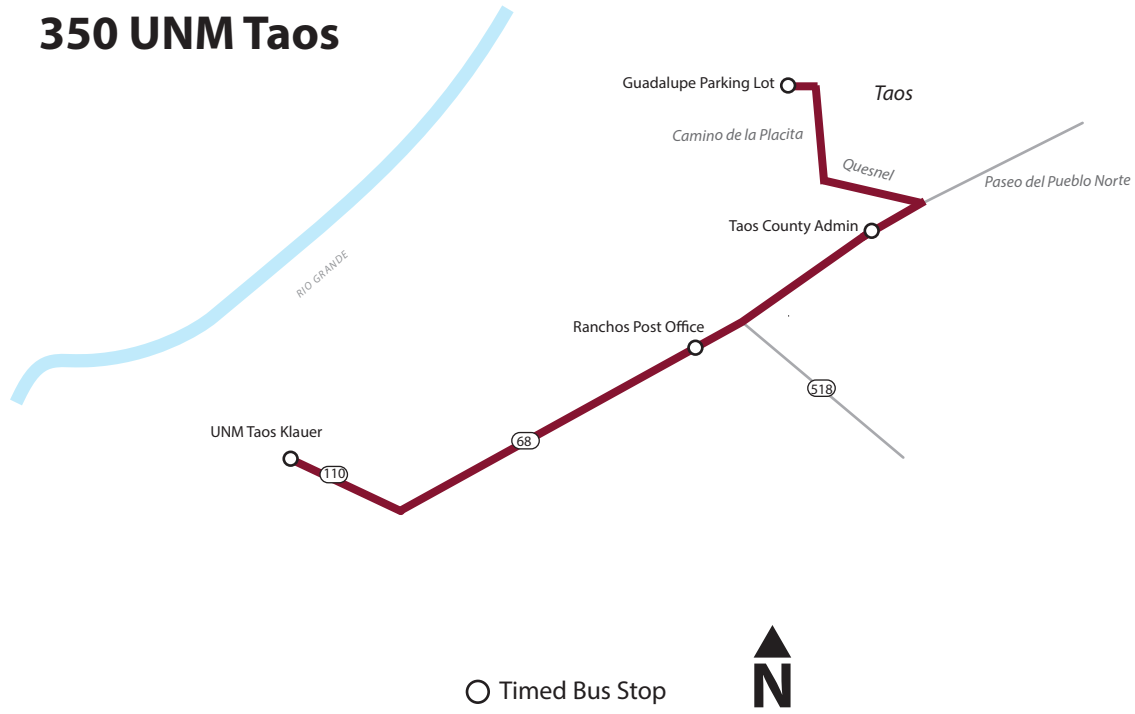 350 UNM Taos
Guadalupe Parking Lot
Taos
Camino de la Placita
Quesnel
Paseo del Pueblo Norte
Taos County Admin
RIO GRANDE
Ranchos Post Office
518
UNM Taos Klauer
68
110
Timed Bus Stop
N